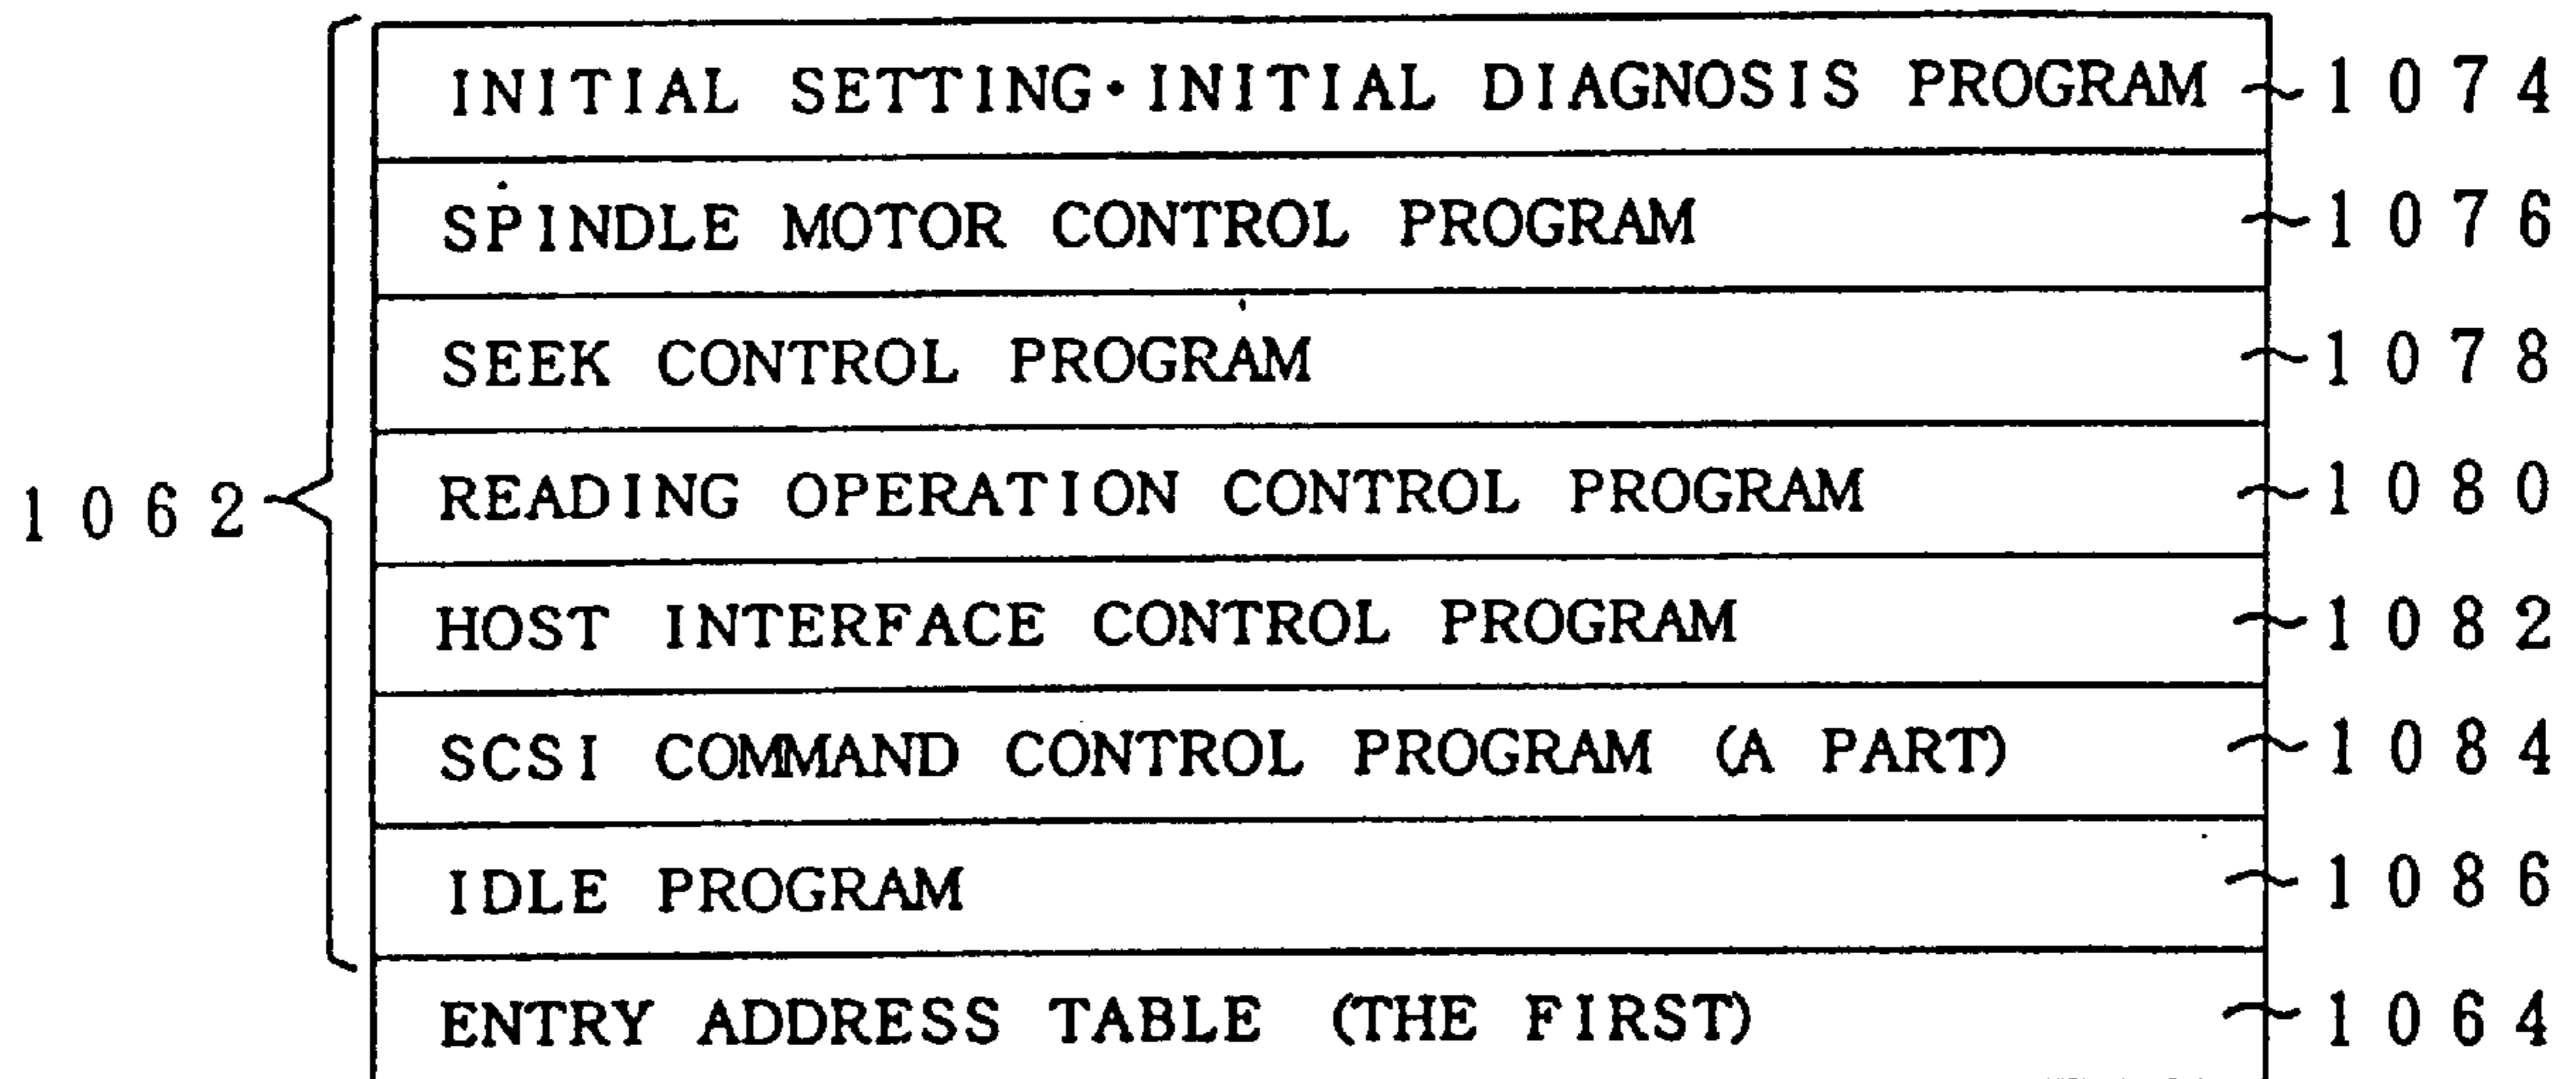 INITIAL SETTING・INITIAL DIAGNOSIS PROGRAM 1074
SPINDLE MOTOR CONTROL PROGRAM 1076
SEEK CONTROL PROGRAM 1078
1062 READING OPERATION CONTROL PROGRAM 1080
HOST INTERFACE CONTROL PROGRAM 1082
SCSI COMMAND CONTROL PROGRAM (A PART) 1084
IDLE PROGRAM 1086
ENTRY ADDRESS TABLE (THE FIRST) 1064